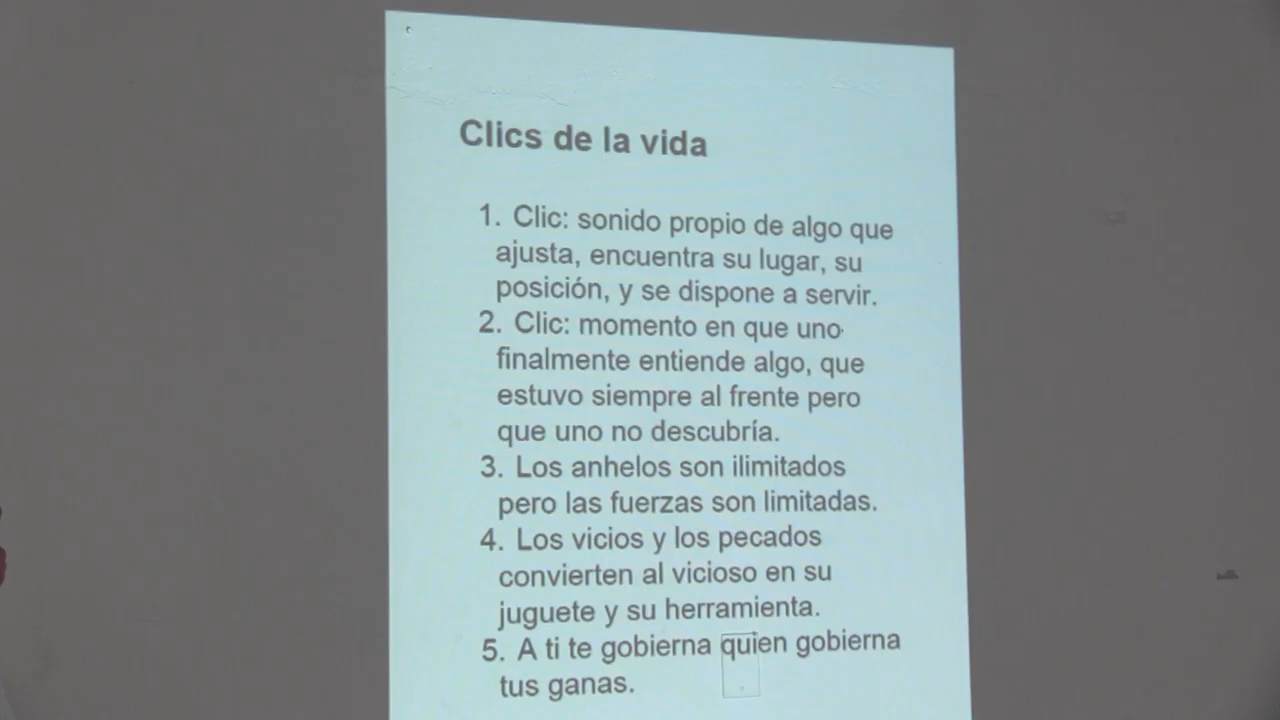 Clics de la vida
1. Clic: sonido propio de algo que
ajusta, encuentra su lugar, su
posición, y se dispone a servir.
2. Clic: momento en que uno
finalmente entiende algo, que
estuvo siempre al frente pero
que uno no descubría.
3. Los anhelos son ilimitados
pero las fuerzas son limitadas.
4. Los vicios y los pecados
convierten al vicioso en su
juguete y su herramienta.
5. A ti te gobierna quien gobierna
tus ganas.